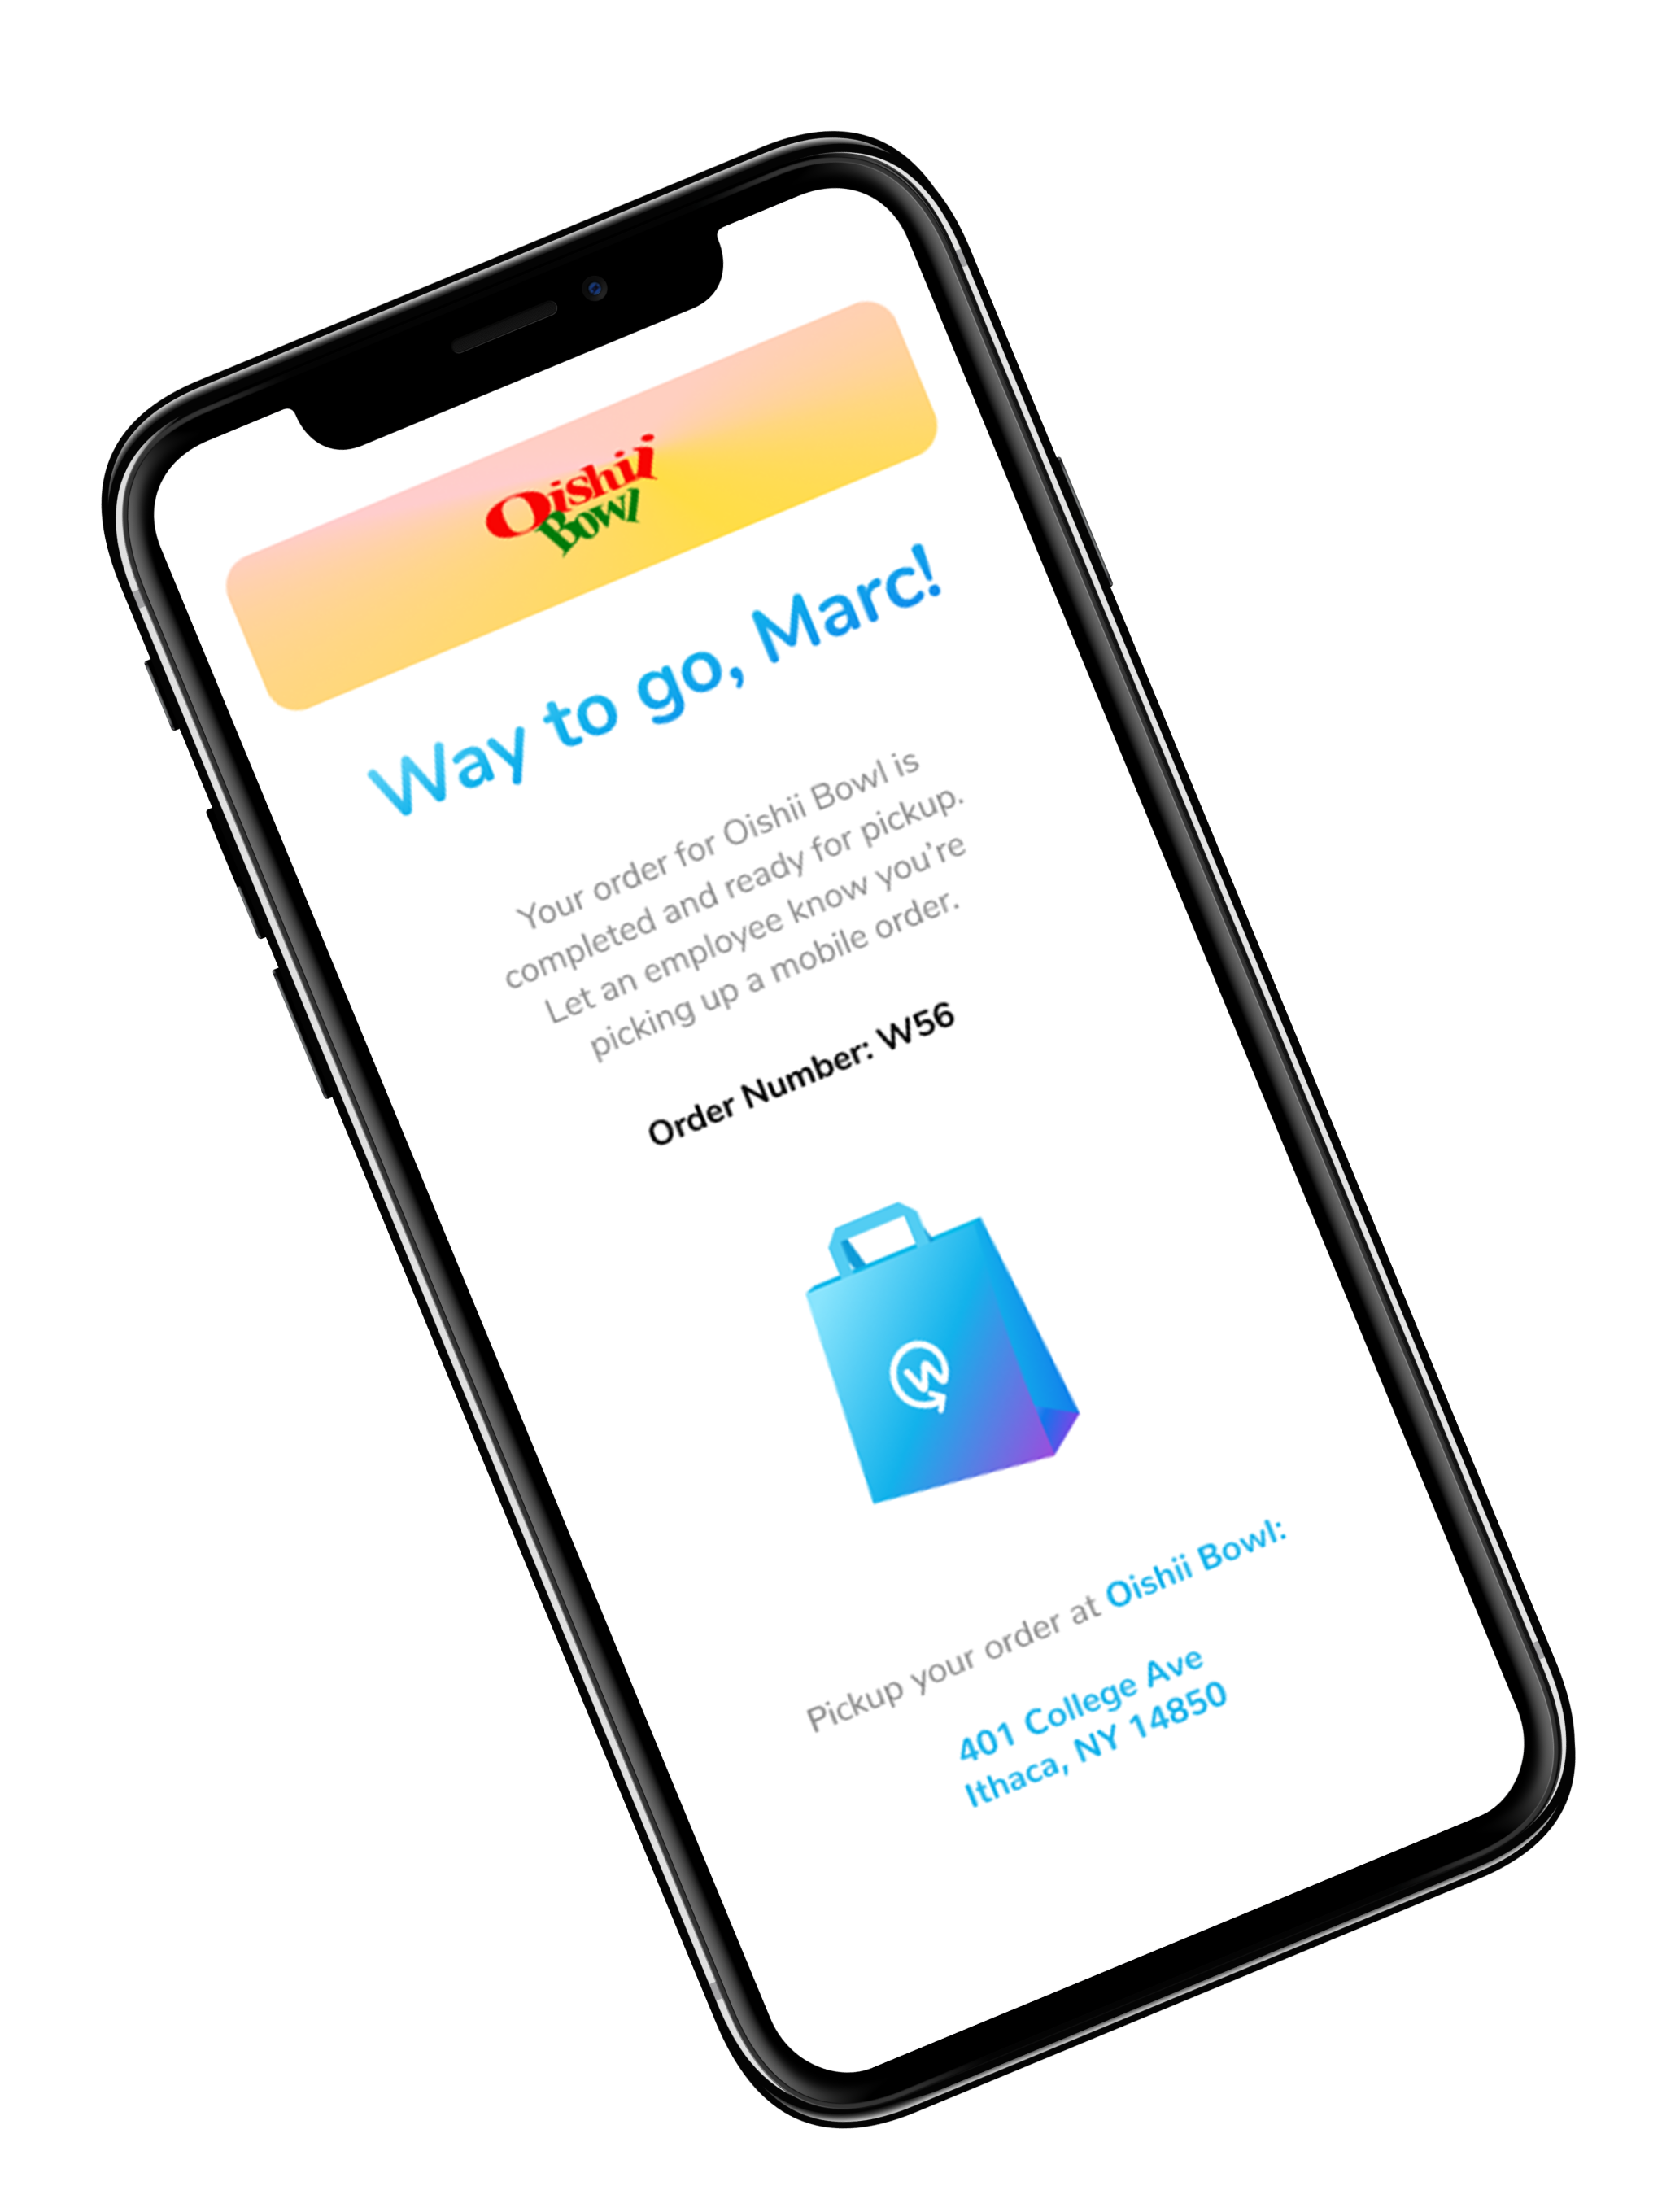 Oishii
Bowl
Way to go, Marc!
Your order for Oishii Bowl is
completed and ready for pickup.
Let an employee know you're
picking up a mobile order.
Order Number: W56
W
Pickup your order at Oishii Bowl:
401 College Ave
Ithaca, NY 14850